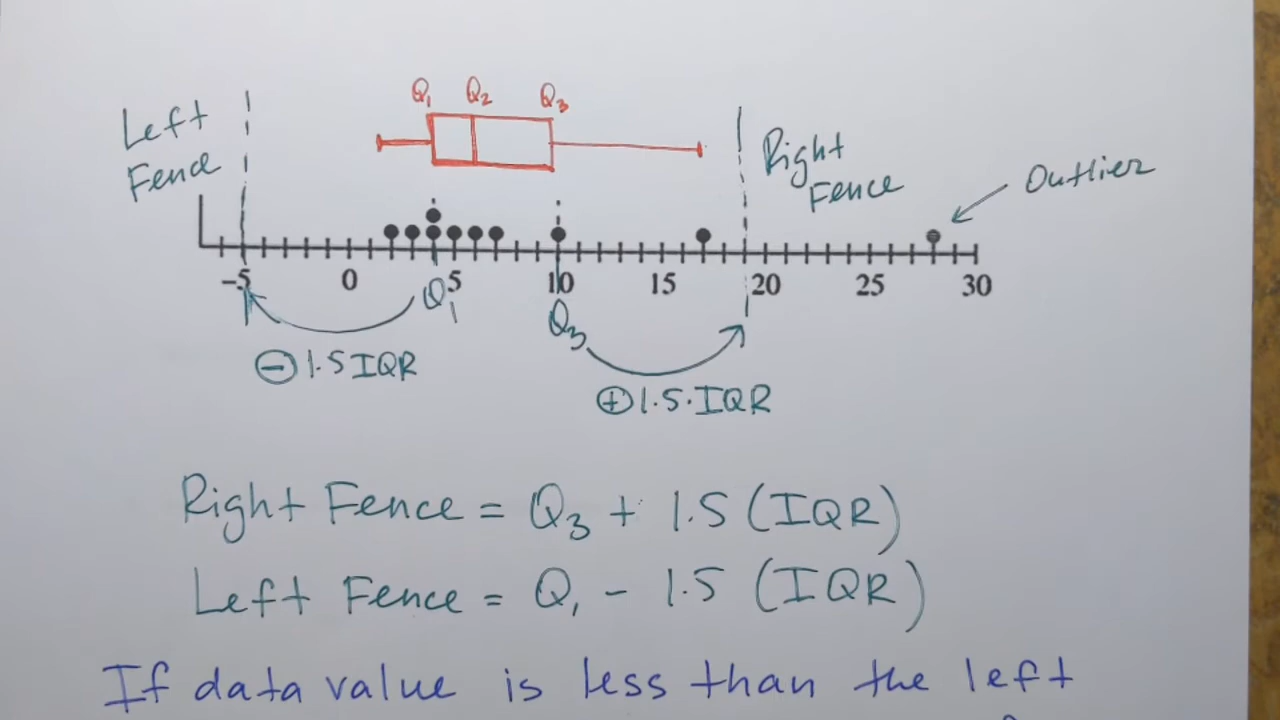 Q1 Q2 Q3
Left Fence
Right Fence
Outlier
-5 0 5 10 15 20 25 30
Q1 Q3
⊖ 1.5 IQR
⊕ 1.5 · IQR
Right Fence = Q3 + 1.5 (IQR)
Left Fence = Q1 - 1.5 (IQR)
If data value is less than the left